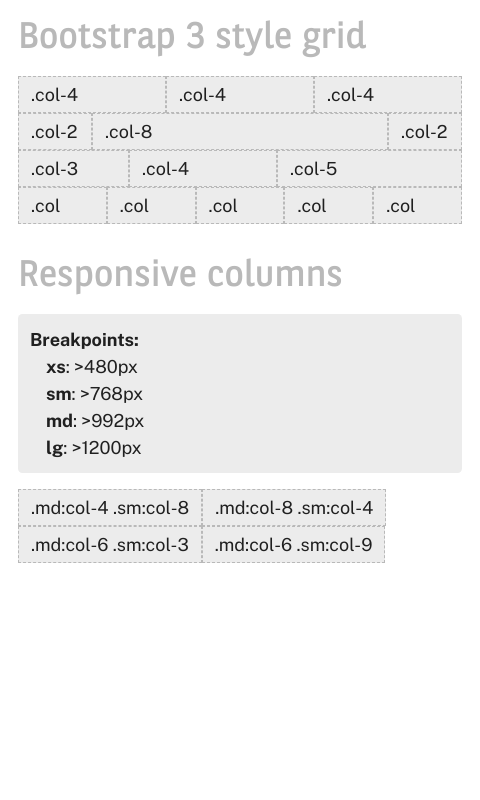 Bootstrap 3 style grid
.col-4 .col-4 .col-4
.col-2 .col-8 .col-2
.col-3 .col-4 .col-5
.col .col .col .col .col
Responsive columns
Breakpoints:
xs: >480px
sm: >768px
md: >992px
lg: >1200px
.md:col-4 .sm:col-8 .md:col-8 .sm:col-4
.md:col-6 .sm:col-3 .md:col-6 .sm:col-9